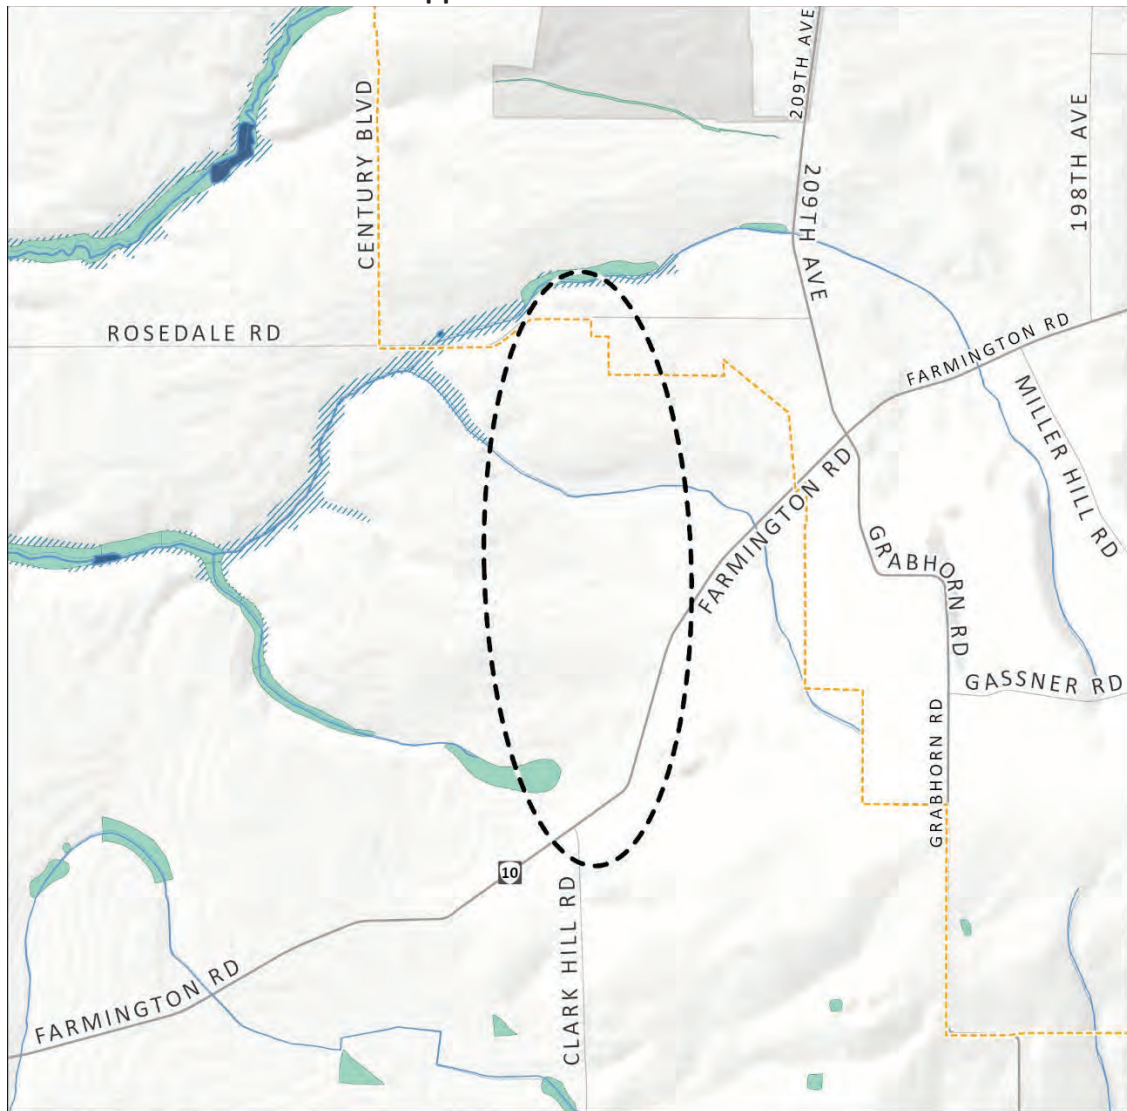 209TH AVE
CENTURY BLVD
198TH AVE
209TH AVE
ROSEDALE RD
FARMINGTON RD
MILLER HILL RD
FARMINGTON RD
GRABHORN RD
GASSNER RD
GRABHORN RD
10
CLARK HILL RD
FARMINGTON RD